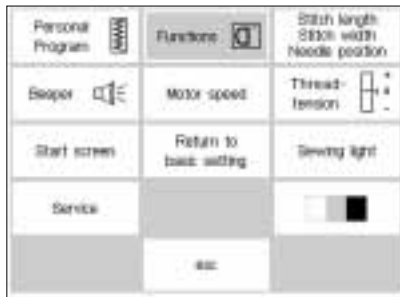 Personal
Program
Functions
Stitch length
Stitch width
Needle position
Beeper
Motor speed
Thread-
tension
+
-
Start screen
Return to
basic setting
Sewing light
Service
esc